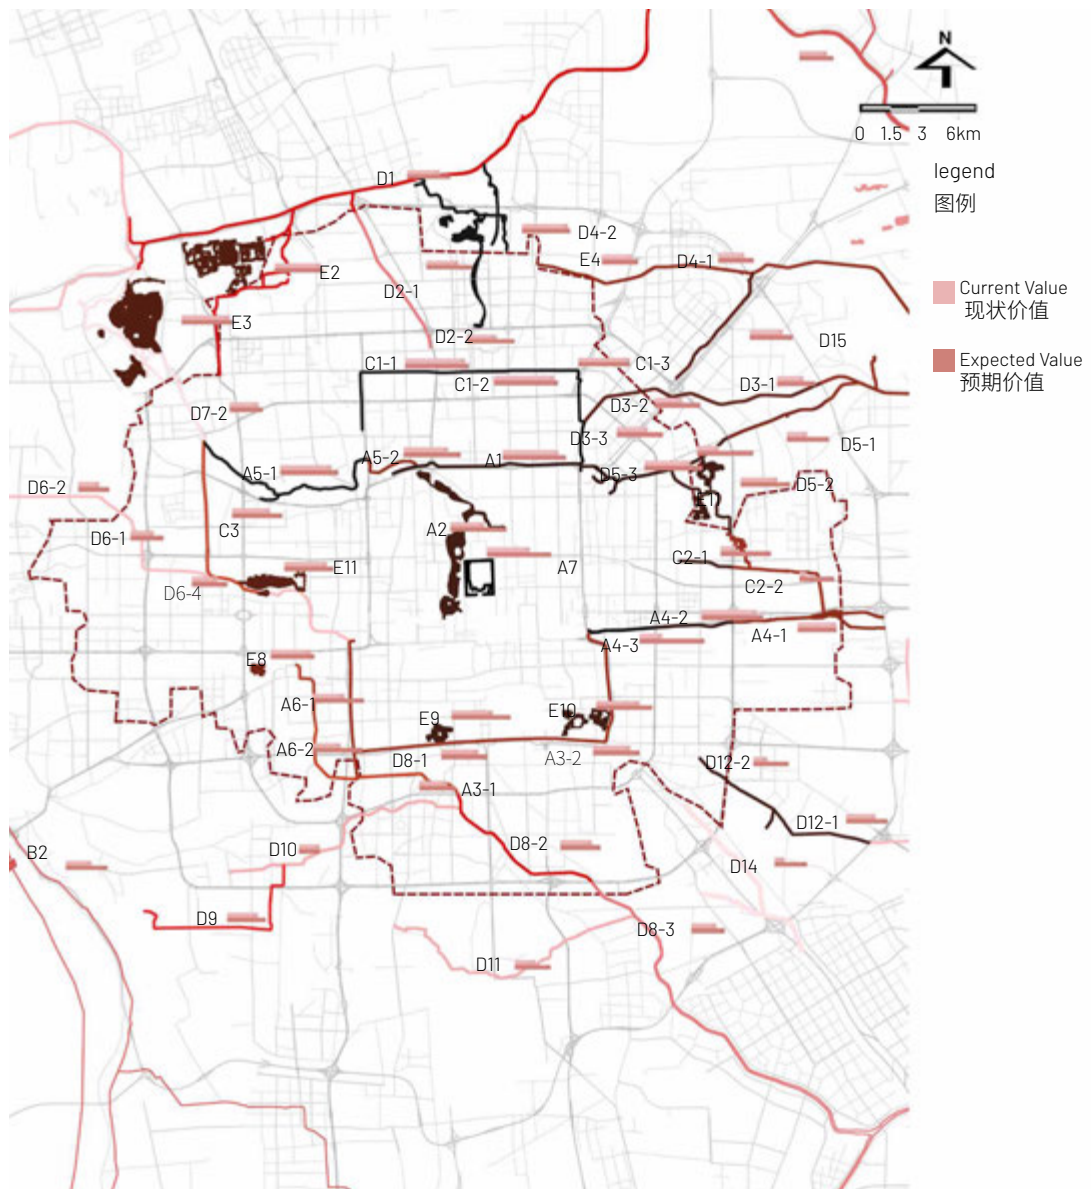 N
0 1.5 3 6km
legend
图例
Current Value
现状价值
Expected Value
预期价值
D1
D4-2
E4
D4-1
E2
D2-1
E3
D2-2
D15
C1-1
C1-3
C1-2
D3-1
D7-2
D3-2
D3-3
D5-1
A5-2
A1
A5-1
D5-3
D6-2
D5-2
C3
A2
D6-1
C2-1
E11
A7
D6-4
C2-2
A4-2
A4-1
A4-3
E8
A6-1
E9
E10
A6-2
D8-1
A3-2
D12-2
A3-1
D12-1
D10
D8-2
B2
D14
D9
D8-3
D11